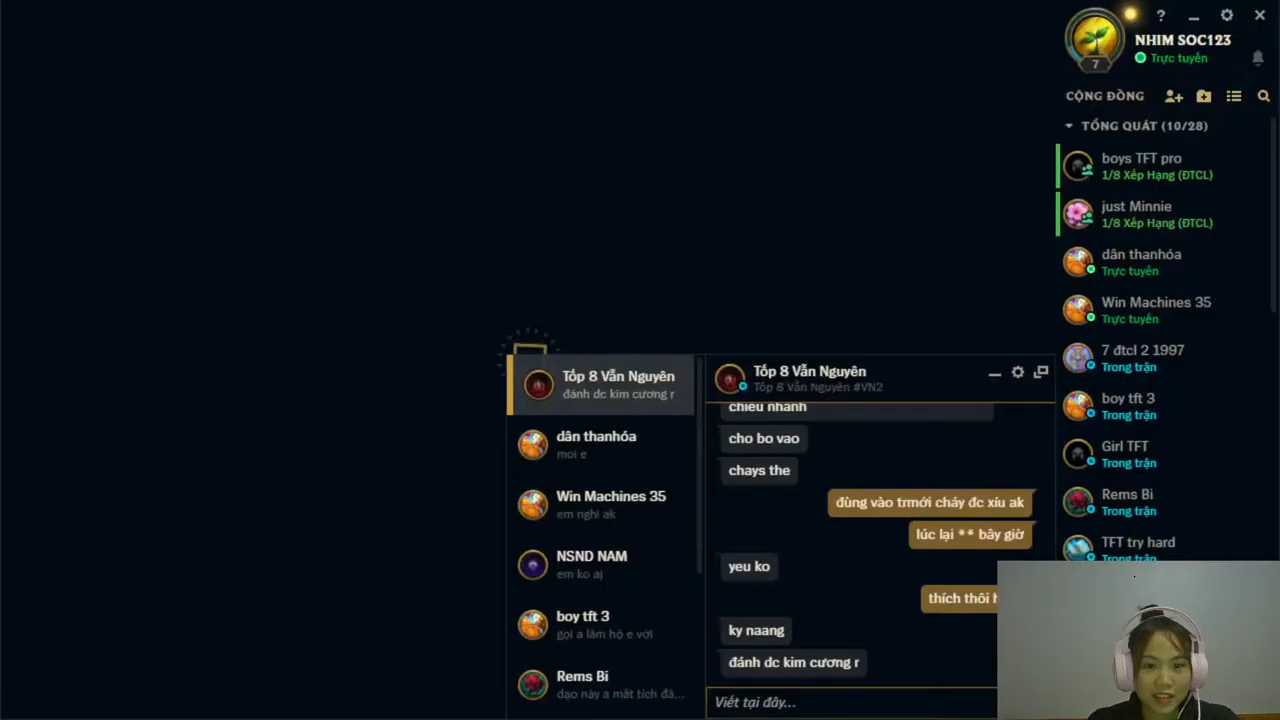 NHIM SOC123
7
Trực tuyến
CỘNG ĐỒNG
TỔNG QUÁT (10/28)
boys TFT pro
1/8 Xếp Hạng (ĐTCL)
just Minnie
1/8 Xếp Hạng (ĐTCL)
dân thanhóa
Trực tuyến
Win Machines 35
Trực tuyến
7 đtcl 2 1997
Trong trận
boy tft 3
Trong trận
Girl TFT
Trong trận
Rems Bi
Trong trận
TFT try hard
Trong trận
Tốp 8 Vẫn Nguyên
đánh dc kim cương r
dân thanhóa
moi e
Win Machines 35
em nghi ak
NSND NAM
em ko aj
boy tft 3
gọi a làm hộ e với
Rems Bi
dạo này a mất tích đâ...
Tốp 8 Vẫn Nguyên
Tốp 8 Vẫn Nguyên #VN2
chieu nhanh
cho bo vao
chays the
đùng vào trmới cháy đc xíu ak
lúc lại ** bây giờ
yeu ko
thích thôi h
ky naang
đánh dc kim cương r
Viết tại đây...